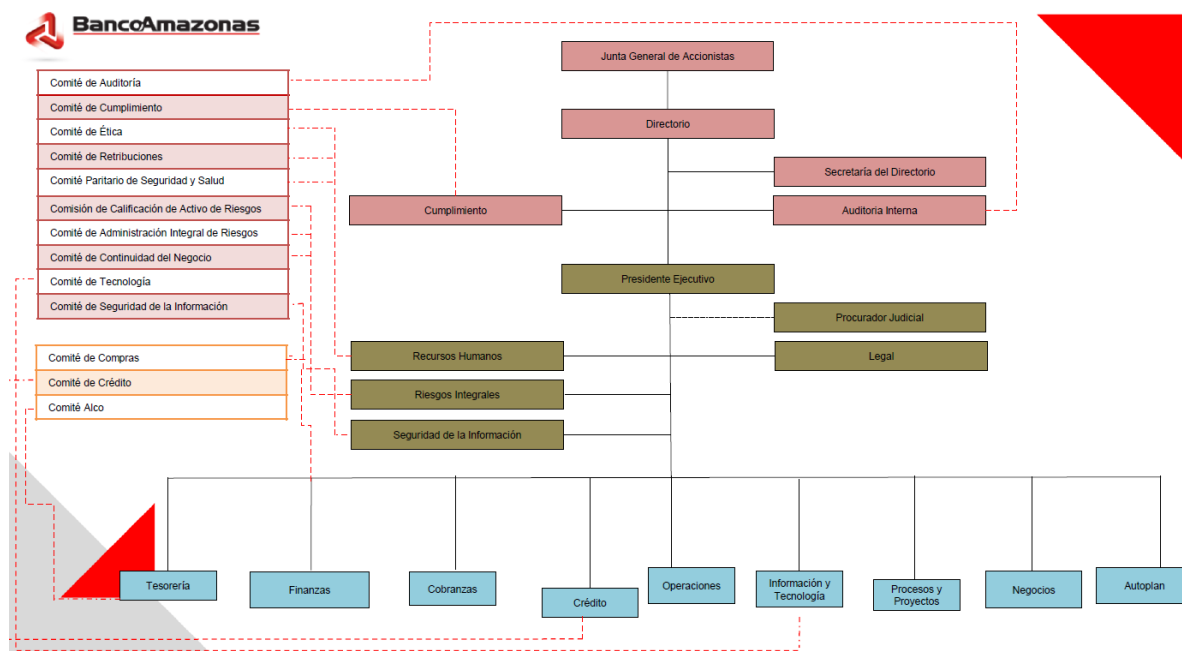 BancoAmazonas
Comité de Auditoría
Comité de Cumplimiento
Comité de Ética
Comité de Retribuciones
Comité Paritario de Seguridad y Salud
Comisión de Calificación de Activo de Riesgos
Comité de Administración Integral de Riesgos
Comité de Continuidad del Negocio
Comité de Tecnología
Comité de Seguridad de la Información
Comité de Compras
Comité de Crédito
Comité Alco
Junta General de Accionistas
Directorio
Secretaría del Directorio
Cumplimiento
Auditoria Interna
Presidente Ejecutivo
Procurador Judicial
Recursos Humanos
Legal
Riesgos Integrales
Seguridad de la Información
Tesorería
Finanzas
Cobranzas
Crédito
Operaciones
Información y
Tecnología
Procesos y
Proyectos
Negocios
Autoplan